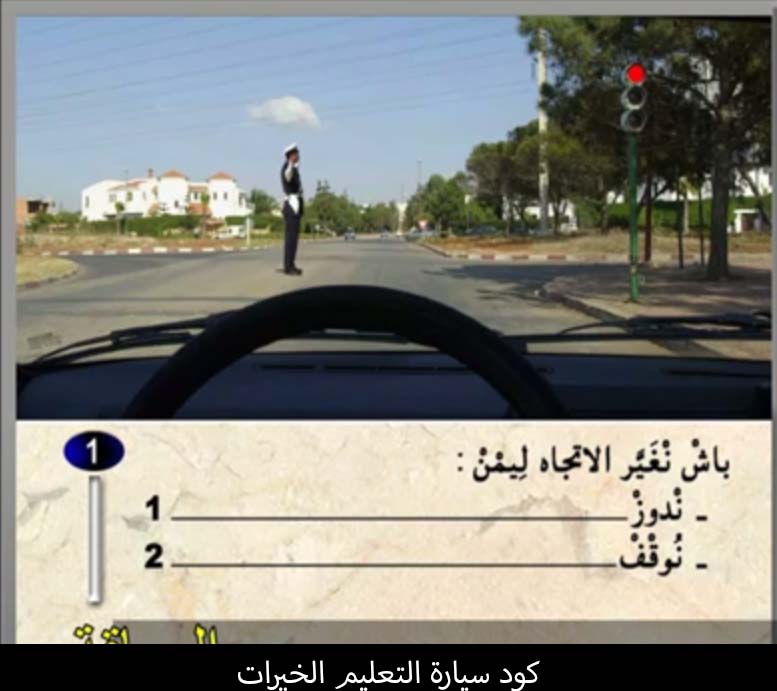 1
باشْ نْغَيَّر الاتجاه لِيمْنْ :
ـ نْدوزْ 1
ـ نُوقْفْ 2
كود سيارة التعليم الخيرات